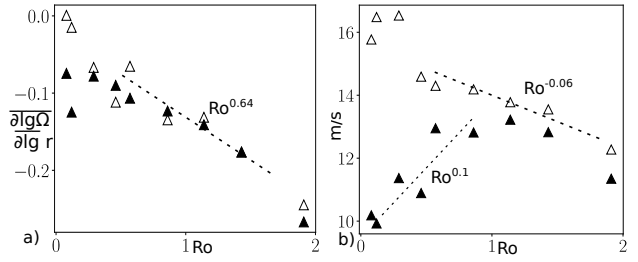 0.0
−0.1
−0.2
∂lgΩ
∂lg r
Ro^0.64
a)
0
1
Ro
2
16
14
12
10
m/s
Ro^-0.06
Ro^0.1
b)
0
1
Ro
2